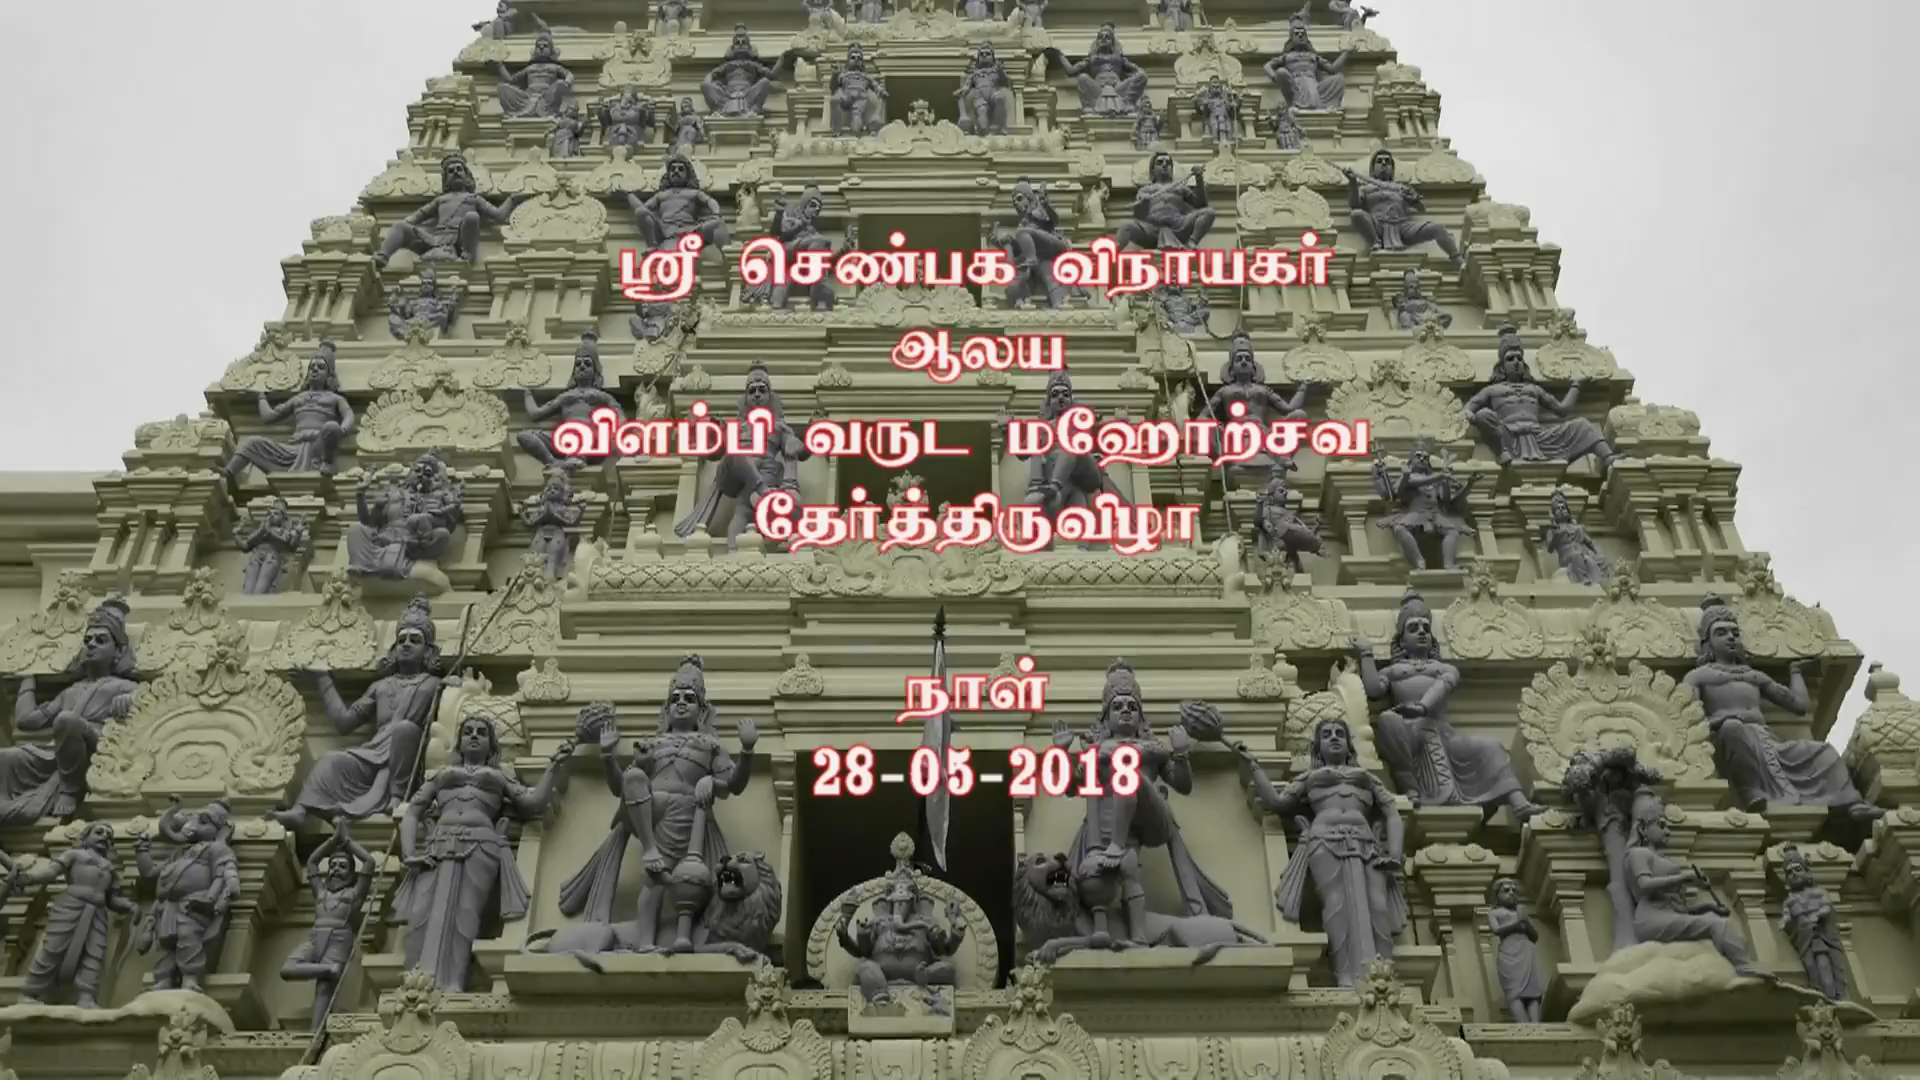 ஸ்ரீ செண்பக விநாயகர்
ஆலய
விளம்பி வருட மஹோற்சவ
தேர்த்திருவிழா
நாள்
28-05-2018